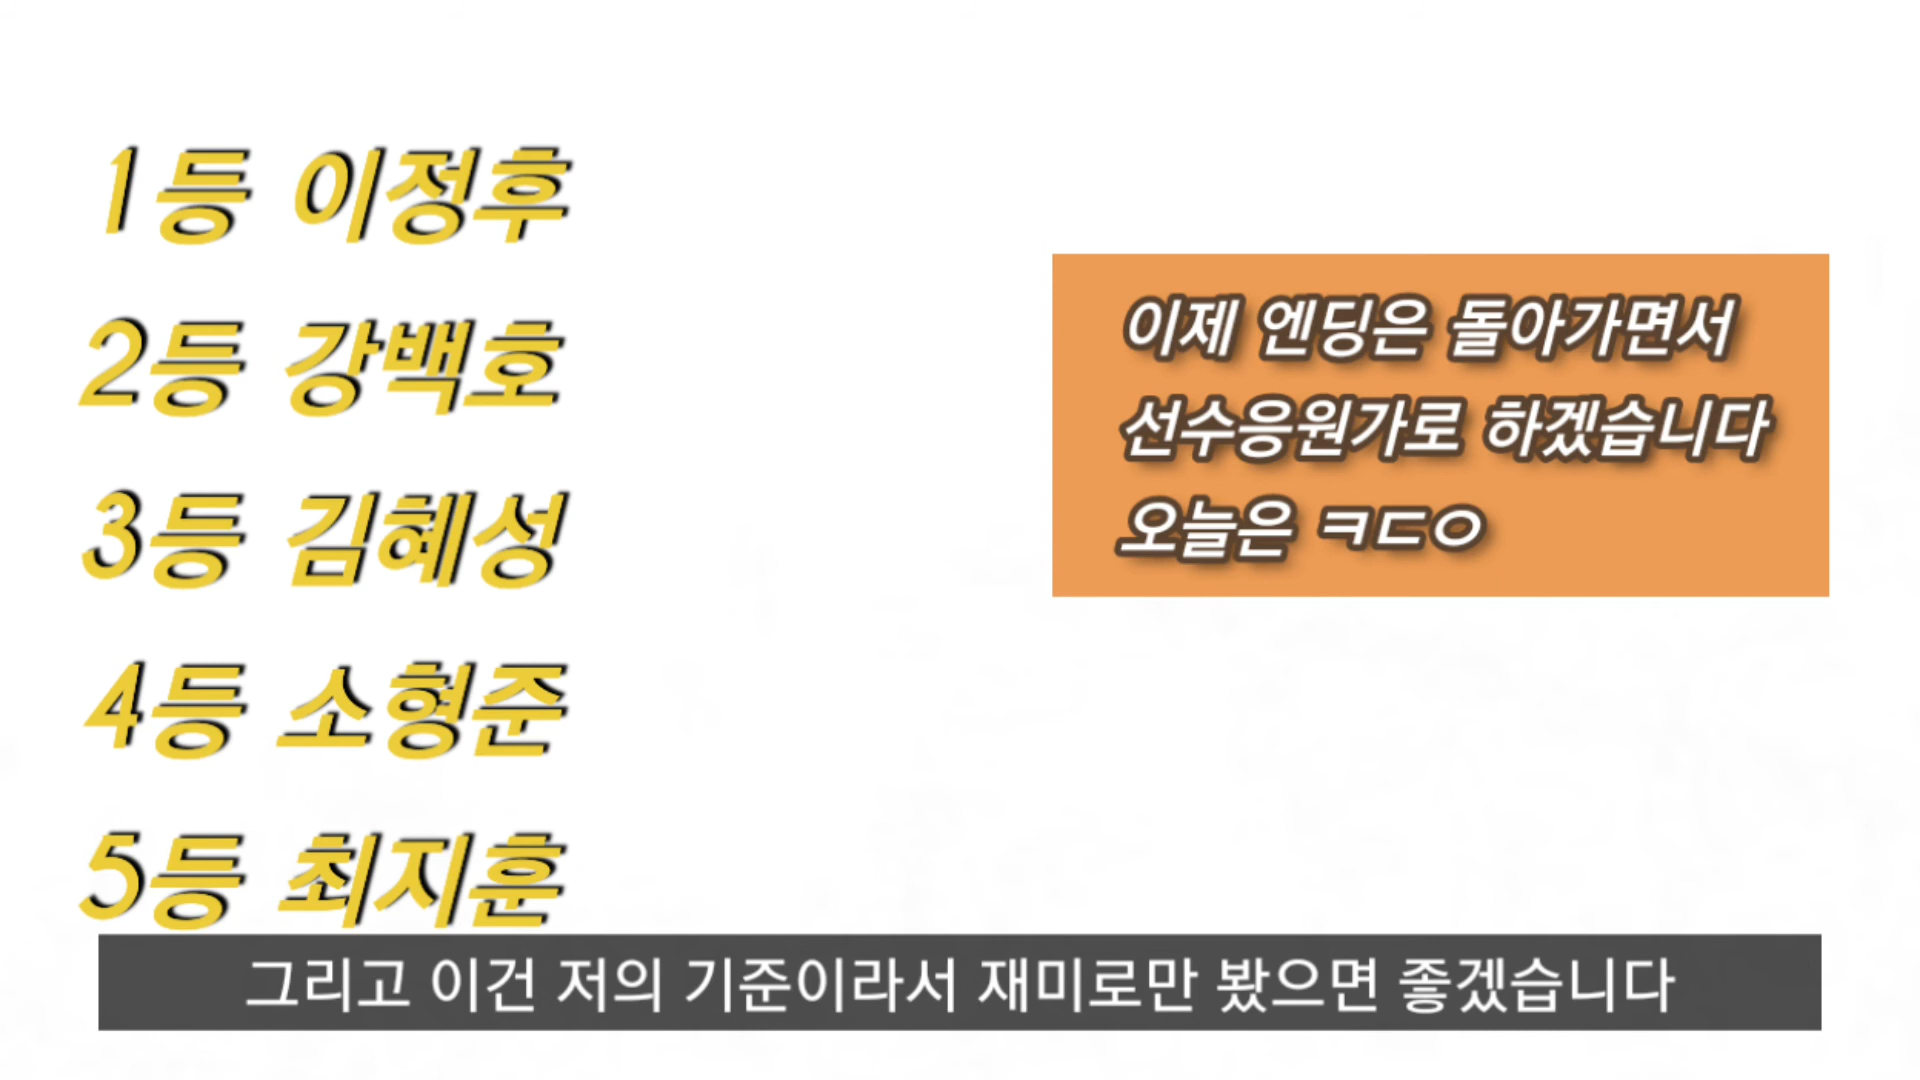 1등 이정후
2등 강백호
3등 김혜성
4등 소형준
5등 최지훈
이제 엔딩은 돌아가면서
선수응원가로 하겠습니다
오늘은 ㅋㄷㅇ
그리고 이건 저의 기준이라서 재미로만 봤으면 좋겠습니다